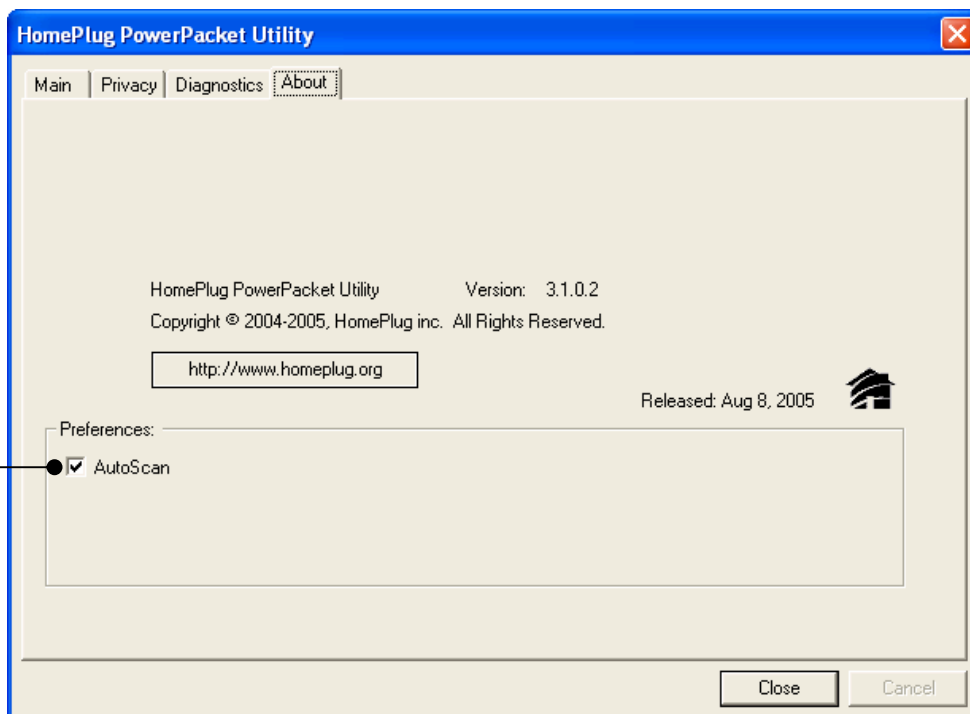 HomePlug PowerPacket Utility
Main Privacy Diagnostics About
HomePlug PowerPacket Utility Version: 3.1.0.2
Copyright © 2004-2005, HomePlug inc. All Rights Reserved.
http://www.homeplug.org
Released: Aug 8, 2005
Preferences:
AutoScan
Close Cancel